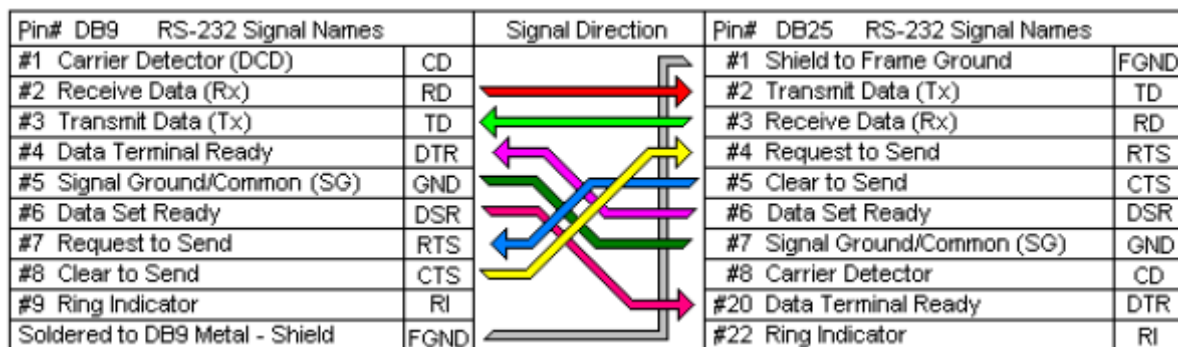 Pin# DB9 RS-232 Signal Names Signal Direction Pin# DB25 RS-232 Signal Names
#1 Carrier Detector (DCD) CD #1 Shield to Frame Ground FGND
#2 Receive Data (Rx) RD #2 Transmit Data (Tx) TD
#3 Transmit Data (Tx) TD #3 Receive Data (Rx) RD
#4 Data Terminal Ready DTR #4 Request to Send RTS
#5 Signal Ground/Common (SG) GND #5 Clear to Send CTS
#6 Data Set Ready DSR #6 Data Set Ready DSR
#7 Request to Send RTS #7 Signal Ground/Common (SG) GND
#8 Clear to Send CTS #8 Carrier Detector CD
#9 Ring Indicator RI #20 Data Terminal Ready DTR
Soldered to DB9 Metal - Shield FGND #22 Ring Indicator RI